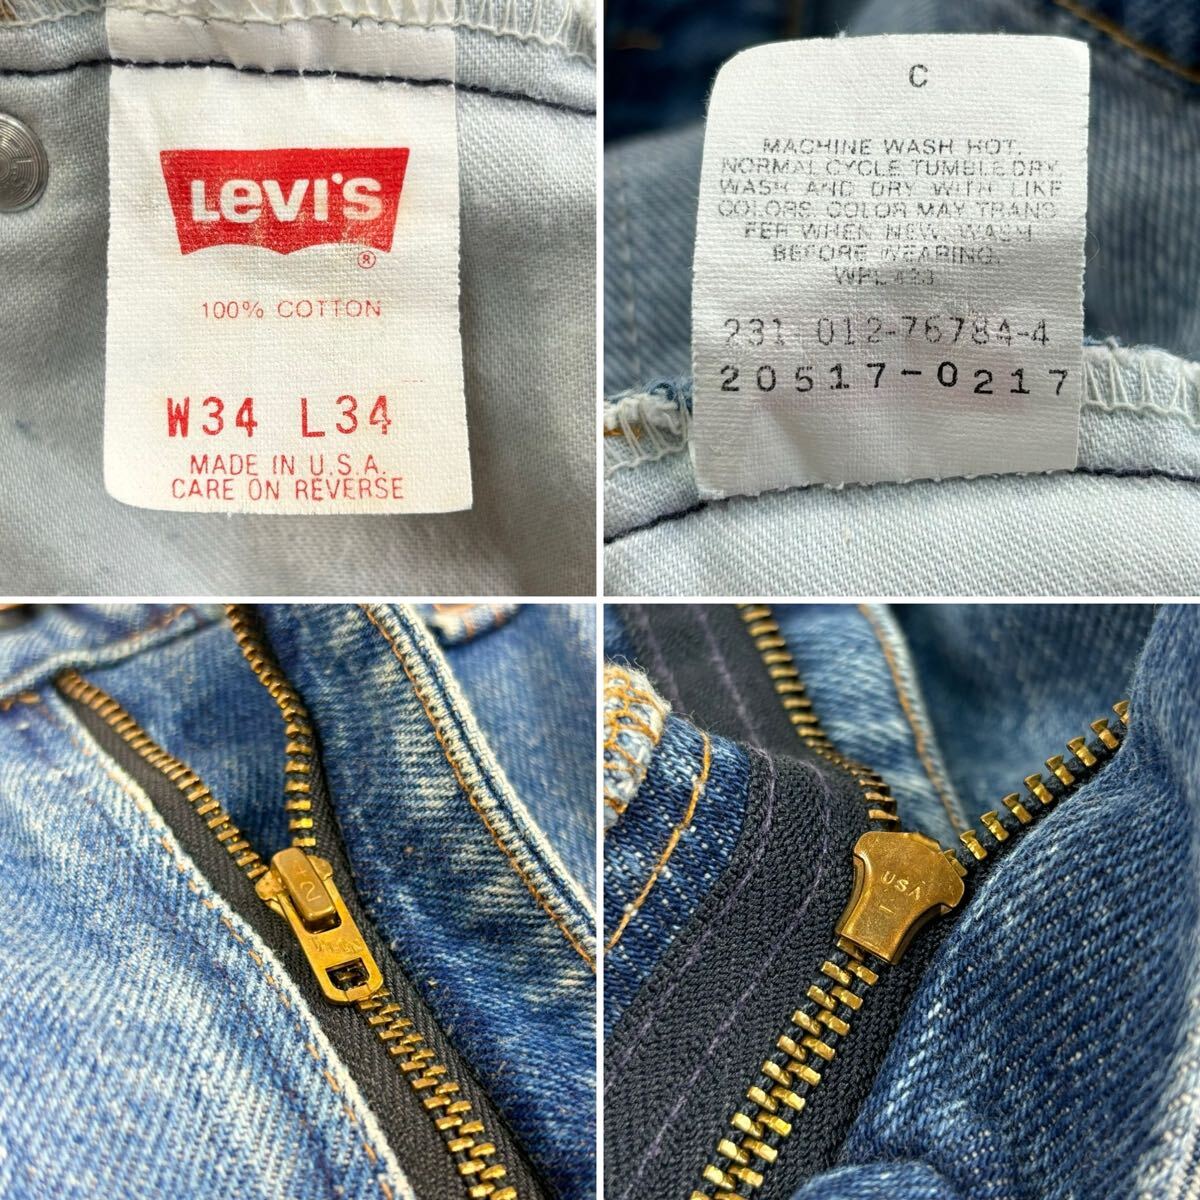 Levi's
®
100% COTTON
W34 L34
MADE IN U.S.A.
CARE ON REVERSE
C
MACHINE WASH HOT,
NORMAL CYCLE TUMBLE DRY.
WASH AND DRY WITH LIKE
COLORS. COLOR MAY TRANS
FER WHEN NEW, WASH
BEFORE WEARING.
WPL 423
231 012-76784-4
20517-0217
USA